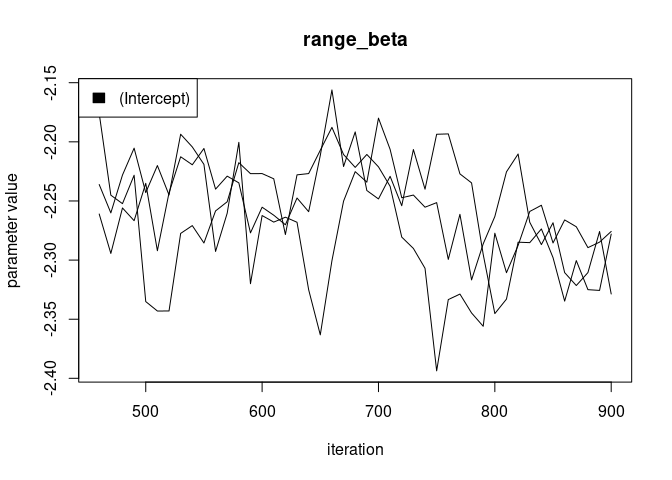 range_beta
(Intercept)
parameter value
-2.15
-2.20
-2.25
-2.30
-2.35
-2.40
500 600 700 800 900
iteration